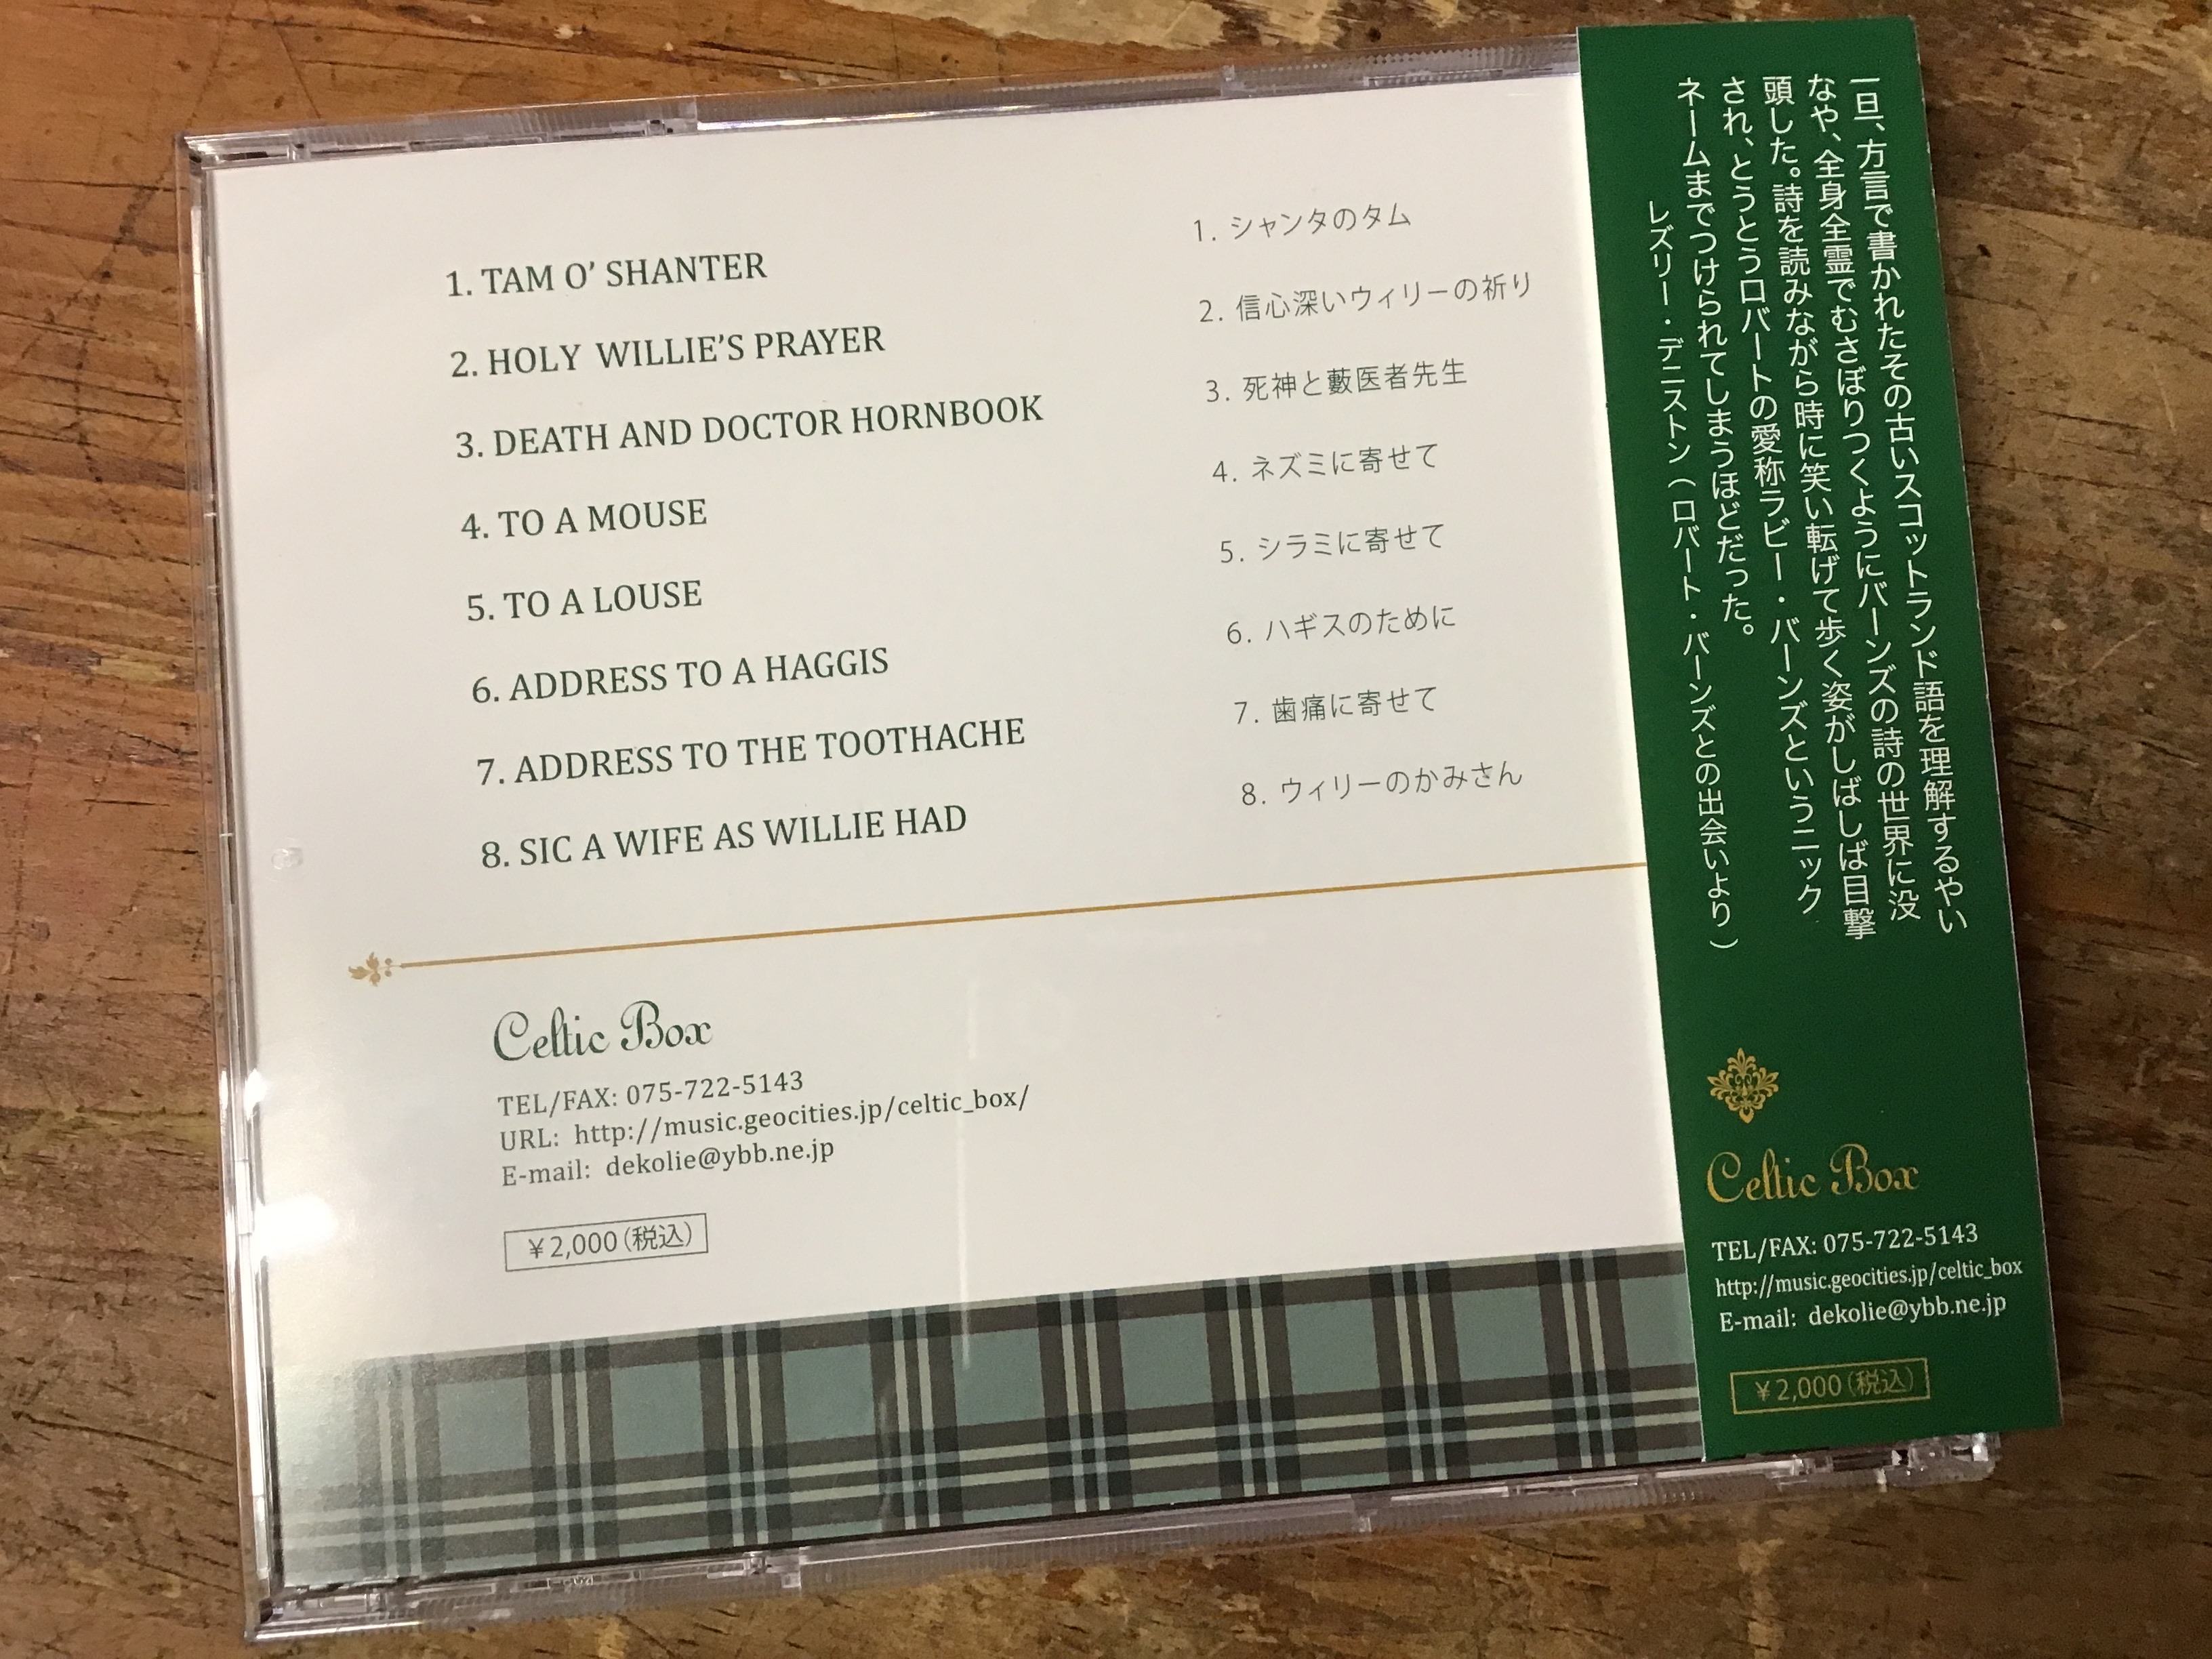 1. TAM O’ SHANTER
2. HOLY WILLIE’S PRAYER
3. DEATH AND DOCTOR HORNBOOK
4. TO A MOUSE
5. TO A LOUSE
6. ADDRESS TO A HAGGIS
7. ADDRESS TO THE TOOTHACHE
8. SIC A WIFE AS WILLIE HAD
1. シャンタのタム
2. 信心深いウィリーの祈り
3. 死神と藪医者先生
4. ネズミに寄せて
5. シラミに寄せて
6. ハギスのために
7. 歯痛に寄せて
8. ウィリーのかみさん
Celtic Box
TEL/FAX: 075-722-5143
URL: http://music.geocities.jp/celtic_box/
E-mail: dekolie@ybb.ne.jp
￥2,000（税込）
一旦、方言で書かれたその古いスコットランド語を理解するやい
なや、全身全霊でむさぼりつくようにバーンズの詩の世界に没
頭した。詩を読みながら時に笑い転げて歩く姿がしばしば目撃
され、とうとうロバートの愛称ラビー・バーンズというニック
ネームまでつけられてしまうほどだった。
レズリー・デニストン（ロバート・バーンズとの出会いより）
Celtic Box
TEL/FAX: 075-722-5143
http://music.geocities.jp/celtic_box
E-mail: dekolie@ybb.ne.jp
￥2,000（税込）